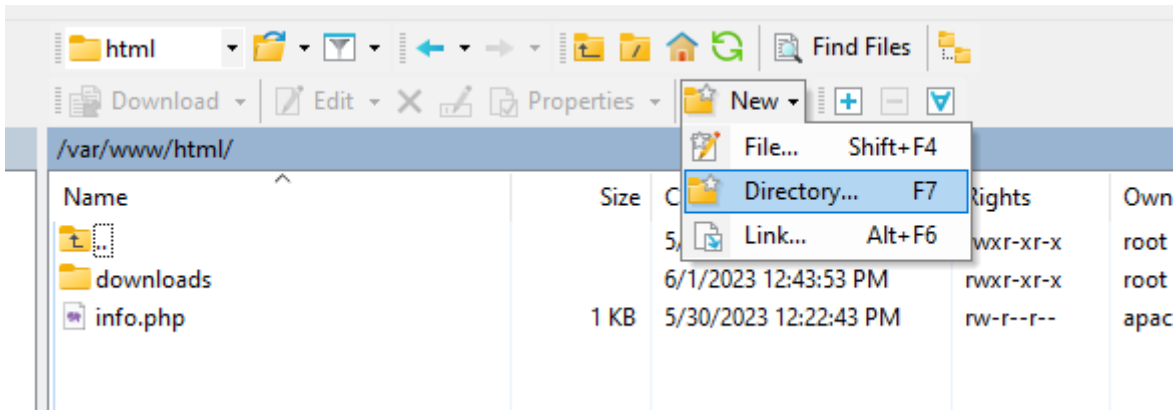 html Find Files
Download Edit Properties New
/var/www/html/ File... Shift+F4
Name Size C Directory... F7 Rights Own
.. 5/ Link... Alt+F6 rwxr-xr-x root
downloads 6/1/2023 12:43:53 PM rwxr-xr-x root
info.php 1 KB 5/30/2023 12:22:43 PM rw-r--r-- apac